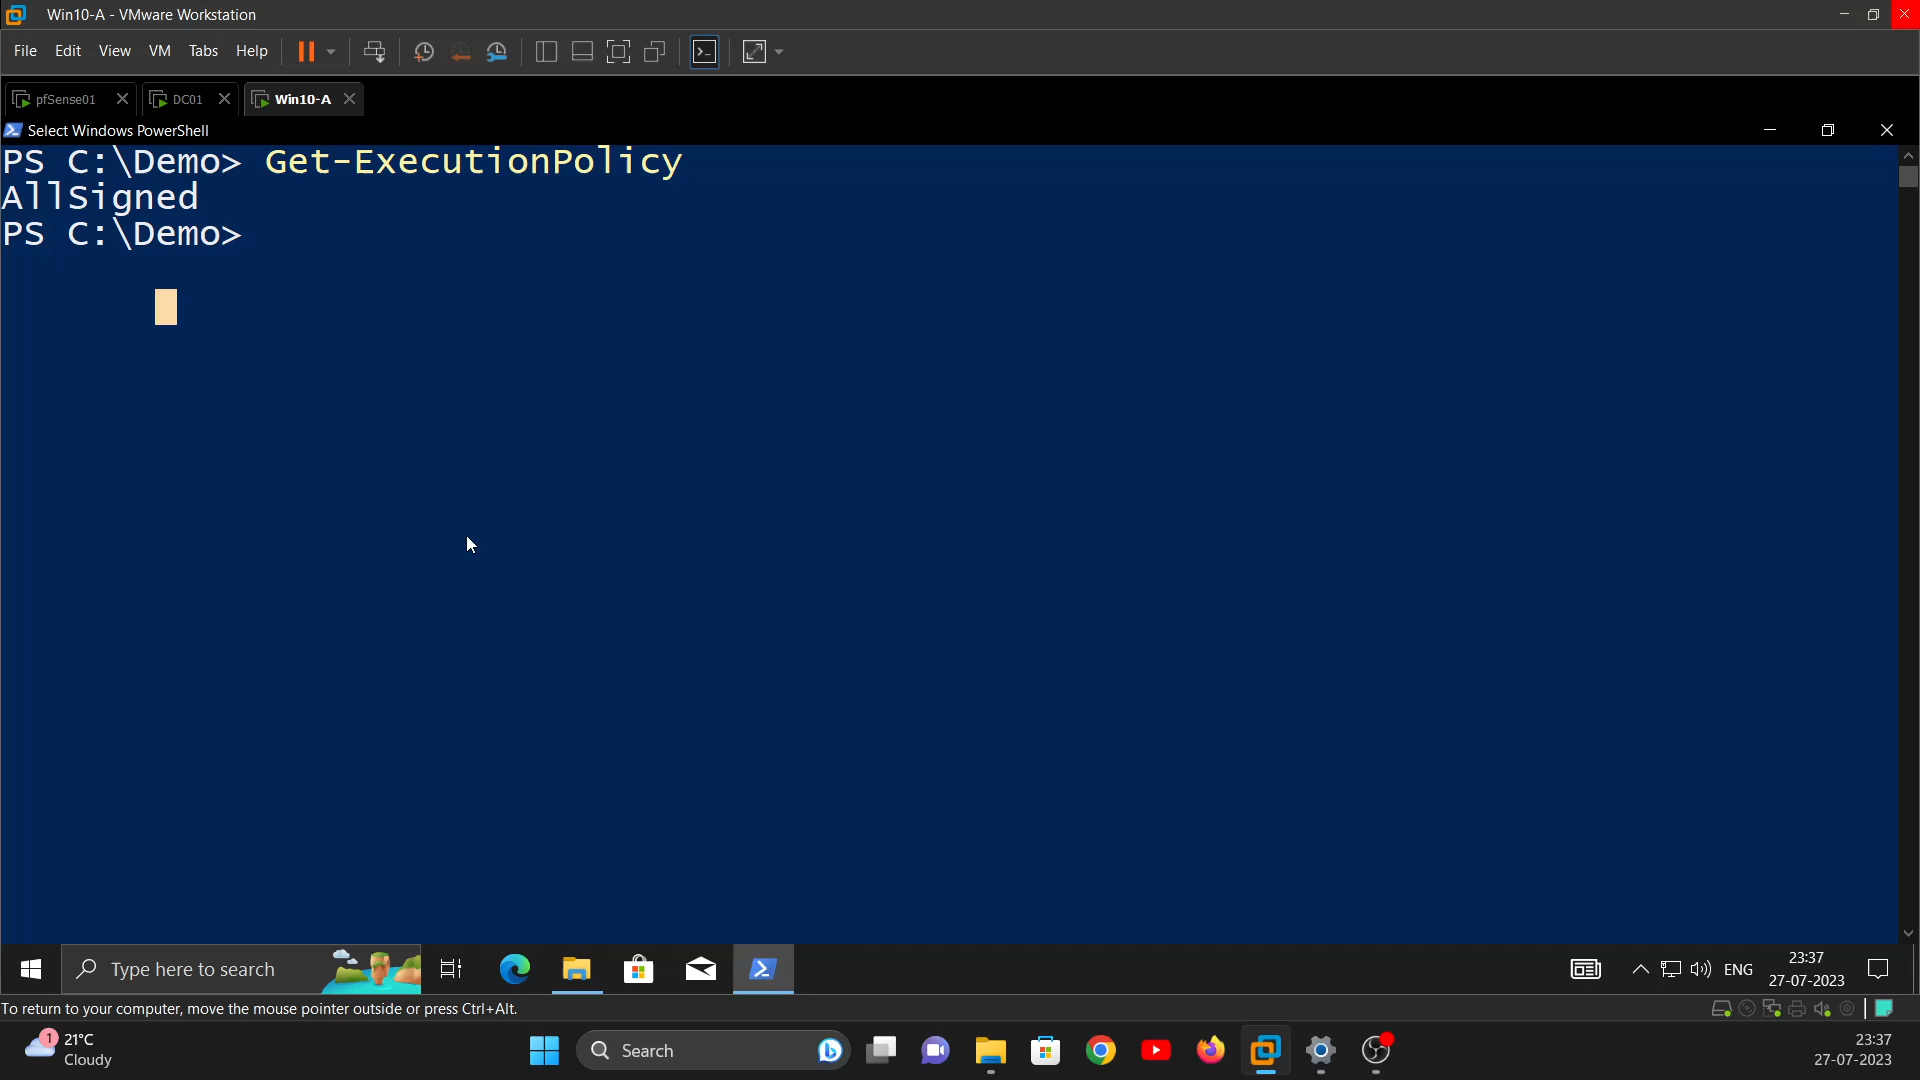 Win10-A - VMware Workstation
File Edit View VM Tabs Help
pfSense01 DC01 Win10-A
Select Windows PowerShell
PS C:\Demo> Get-ExecutionPolicy
AllSigned
PS C:\Demo>
Type here to search
ENG
23:37
27-07-2023
To return to your computer, move the mouse pointer outside or press Ctrl+Alt.
1
21°C
Cloudy
Search
23:37
27-07-2023